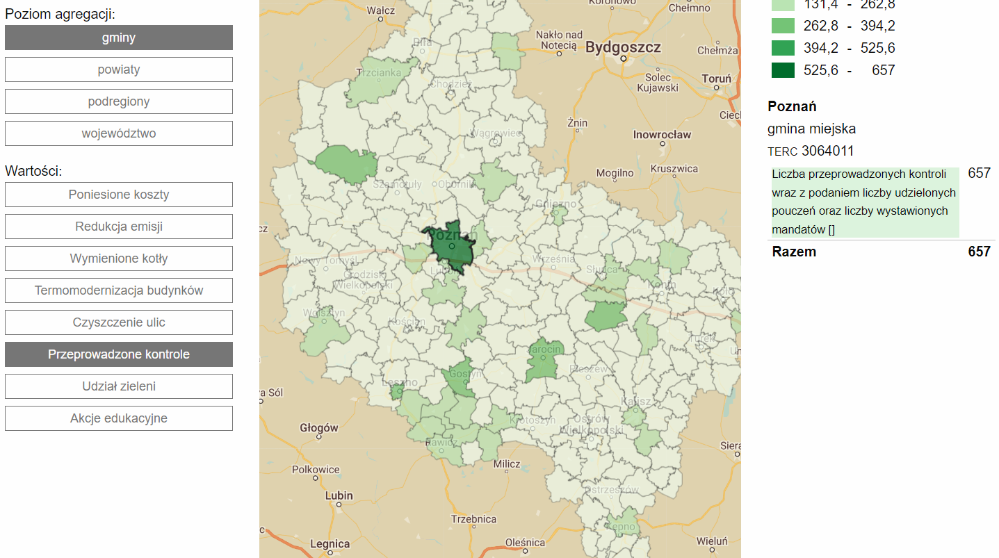 Poziom agregacji:
gminy
powiaty
podregiony
województwo
Wartości:
Poniesione koszty
Redukcja emisji
Wymienione kotły
Termomodernizacja budynków
Czyszczenie ulic
Przeprowadzone kontrole
Udział zieleni
Akcje edukacyjne
Wałcz
Koronowo
Chełmno
Piła
Nakło nad
Notecią
Bydgoszcz
Chełmża
Trzcianka
Chodzież
Solec
Kujawski
Toruń
Żnin
Wągrowiec
Inowrocław
Mogilno
Kruszwica
Szamotuły
Oborniki
Gniezno
Poznań
Nowy Tomyśl
Luboń
Września
Słupca
Grodzisk
Wielkopolski
Konin
Koło
Wolsztyn
Kościan
Turek
Jarocin
Gostyń
Pleszew
Leszno
Kalisz
Krotoszyn
Ostrów
Wielkopolski
Głogów
Rawicz
Milicz
Polkowice
Lubin
Ostrzeszów
Trzebnica
Kępno
Legnica
Oleśnica
Wieluń
131,4 - 262,8
262,8 - 394,2
394,2 - 525,6
525,6 - 657
Poznań
gmina miejska
TERC 3064011
Liczba przeprowadzonych kontroli 657
wraz z podaniem liczby udzielonych
pouczeń oraz liczby wystawionych
mandatów []
Razem 657